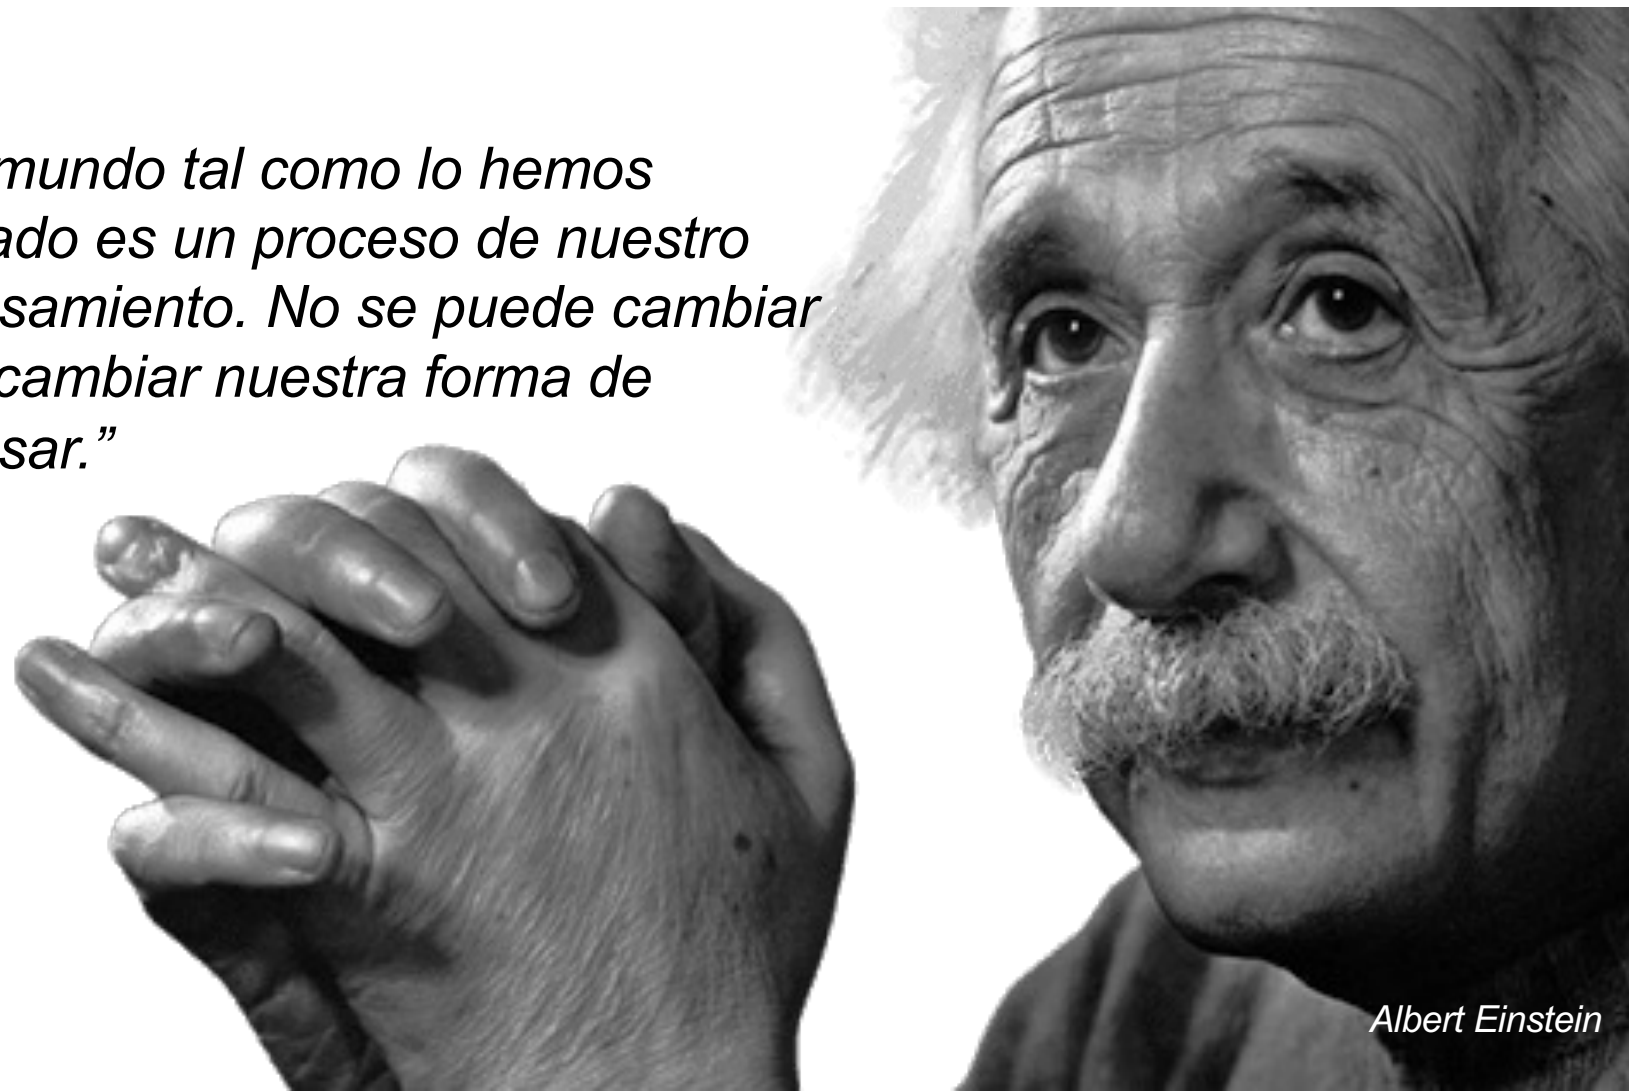 mundo tal como lo hemos
ado es un proceso de nuestro
samiento. No se puede cambiar
cambiar nuestra forma de
sar.”
Albert Einstein